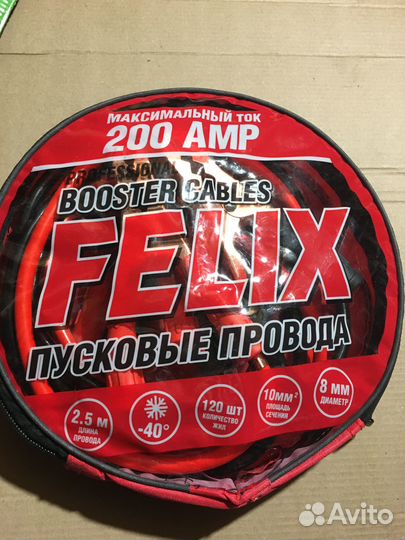 МАКСИМАЛЬНЫЙ ТОК
200 AMP
PROFESSIONAL
BOOSTER CABLES
FELIX
ПУСКОВЫЕ ПРОВОДА
2.5 м
ДЛИНА
ПРОВОДА
-40°
120 шт
КОЛИЧЕСТВО
ЖИЛ
10мм²
ПЛОЩАДЬ
СЕЧЕНИЯ
8 мм
ДИАМЕТР
Avito